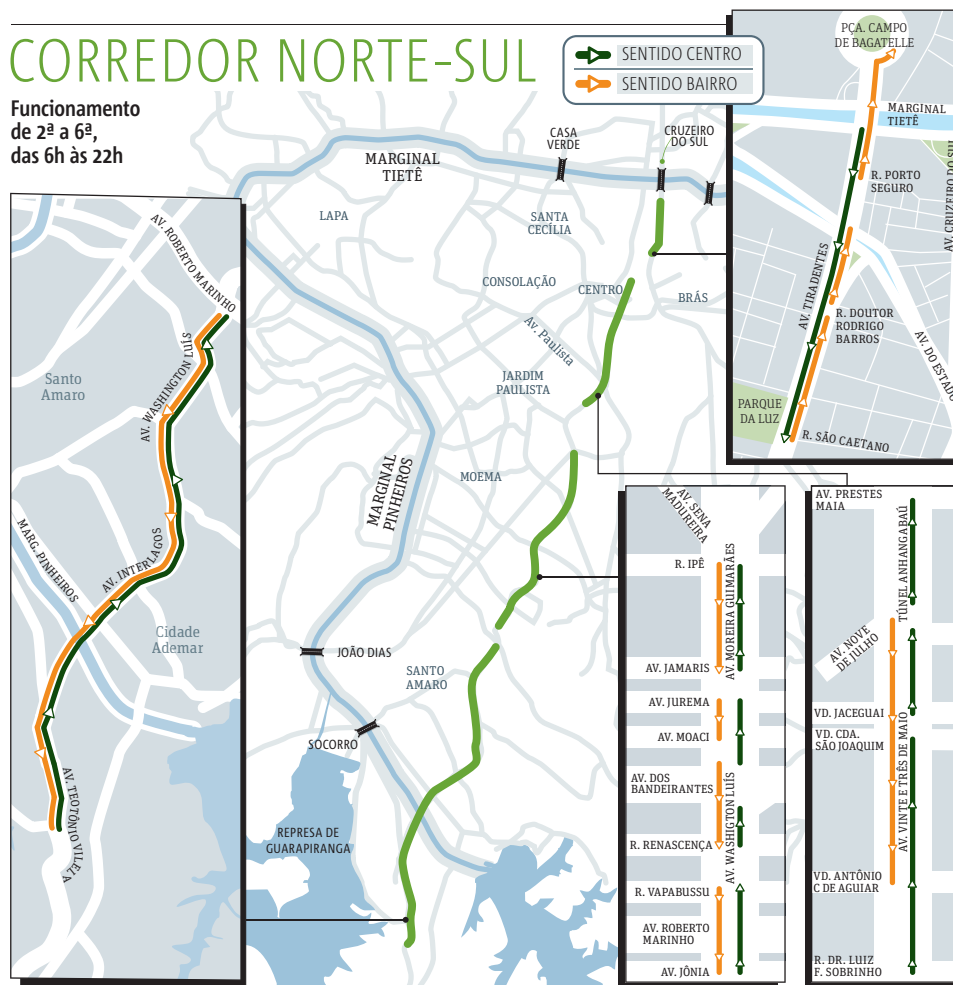 CORREDOR NORTE-SUL
SENTIDO CENTRO
SENTIDO BAIRRO
Funcionamento
de 2ª a 6ª,
das 6h às 22h
MARGINAL
TIETÊ
CASA
VERDE
CRUZEIRO
DO SUL
LAPA
SANTA
CECÍLIA
CONSOLAÇÃO
CENTRO
BRÁS
Av. Paulista
JARDIM
PAULISTA
MOEMA
MARGINAL
PINHEIROS
JOÃO DIAS
SANTO
AMARO
SOCORRO
REPRESA DE
GUARAPIRANGA
AV. ROBERTO MARINHO
AV. WASHINGTON LUÍS
Santo
Amaro
MARG. PINHEIROS
AV. INTERLAGOS
Cidade
Ademar
AV. TEOTÔNIO VILELA
PÇA. CAMPO
DE BAGATELLE
MARGINAL
TIETÊ
R. PORTO
SEGURO
AV. CRUZEIRO DO SUL
AV. TIRADENTES
R. DOUTOR
RODRIGO
BARROS
AV. DO ESTADO
PARQUE
DA LUZ
R. SÃO CAETANO
AV. SENA
MADUREIRA
R. IPÊ
AV. MOREIRA GUIMARÃES
AV. JAMARIS
AV. JUREMA
AV. MOACI
AV. DOS
BANDEIRANTES
AV. WASHIGTON LUÍS
R. RENASCENÇA
R. VAPABUSSU
AV. ROBERTO
MARINHO
AV. JÔNIA
AV. PRESTES
MAIA
TÚNEL ANHANGABAÚ
AV. NOVE
DE JULHO
VD. JACEGUAI
VD. CDA.
SÃO JOAQUIM
AV. VINTE E TRÊS DE MAIO
VD. ANTÔNIO
C DE AGUIAR
R. DR. LUIZ
F. SOBRINHO